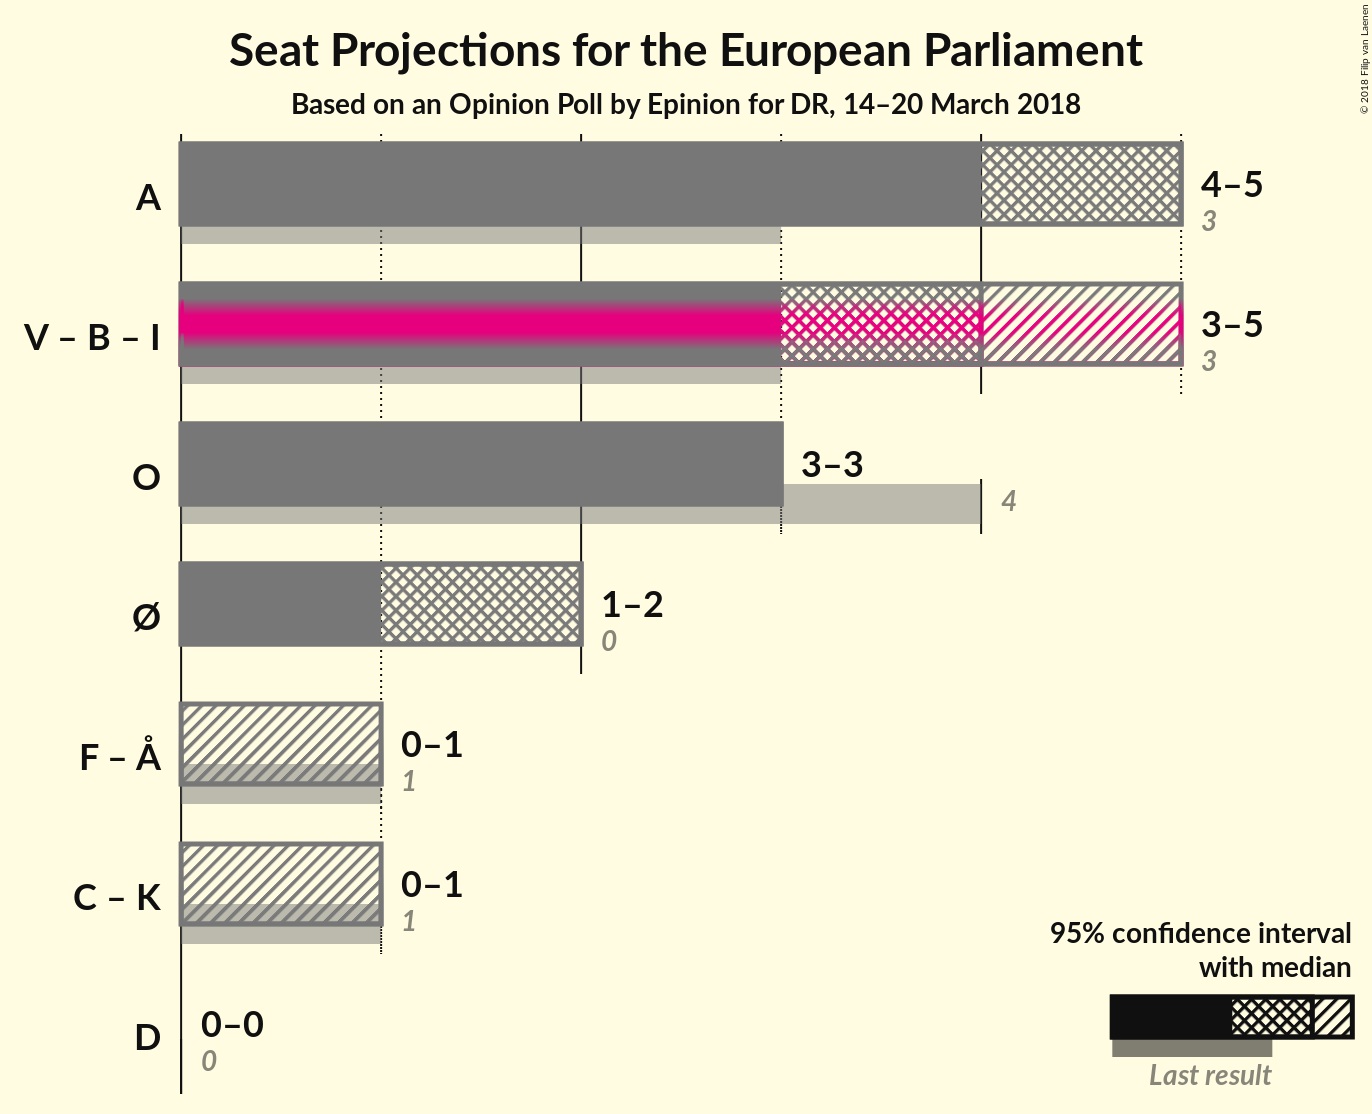 Seat Projections for the European Parliament
Based on an Opinion Poll by Epinion for DR, 14–20 March 2018
© 2018 Filip van Laenen
A
4–5
3
V – B – I
3–5
3
O
3–3
4
Ø
1–2
0
F – Å
0–1
1
C – K
0–1
1
D
0–0
0
95% confidence interval
with median
Last result